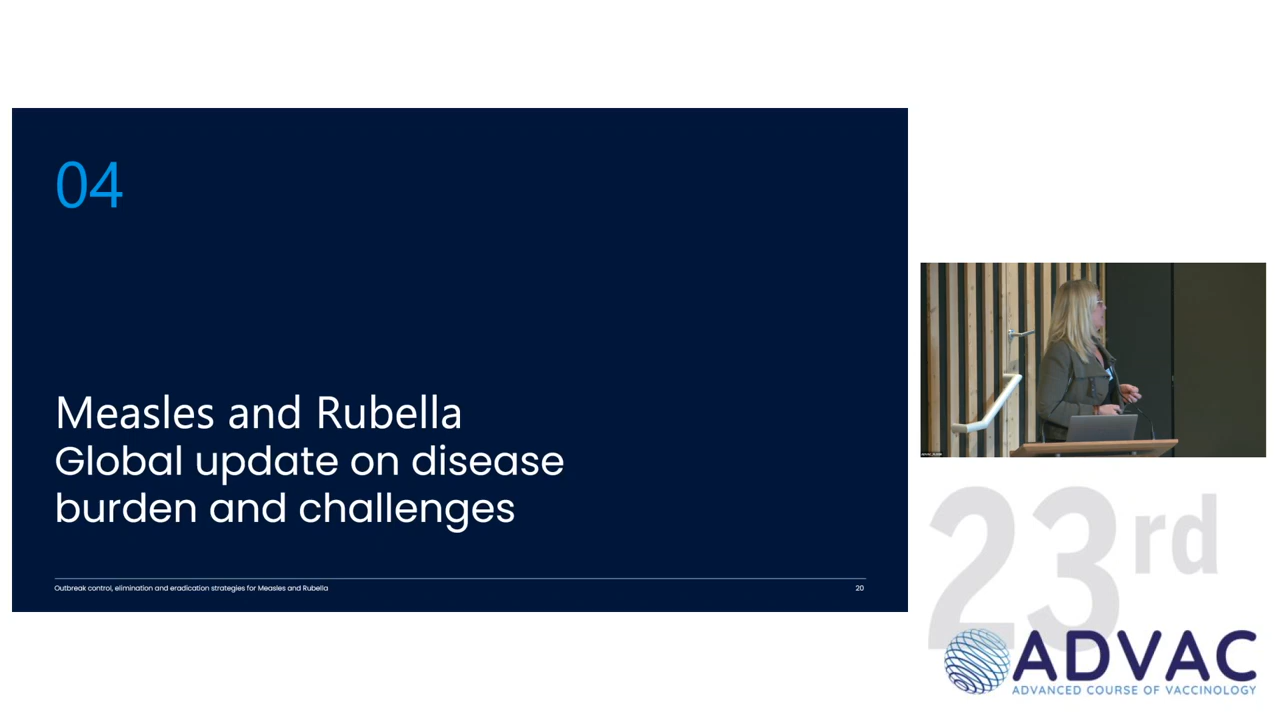 04
Measles and Rubella
Global update on disease
burden and challenges
Outbreak control, elimination and eradication strategies for Measles and Rubella
20
23rd
ADVAC
ADVANCED COURSE OF VACCINOLOGY